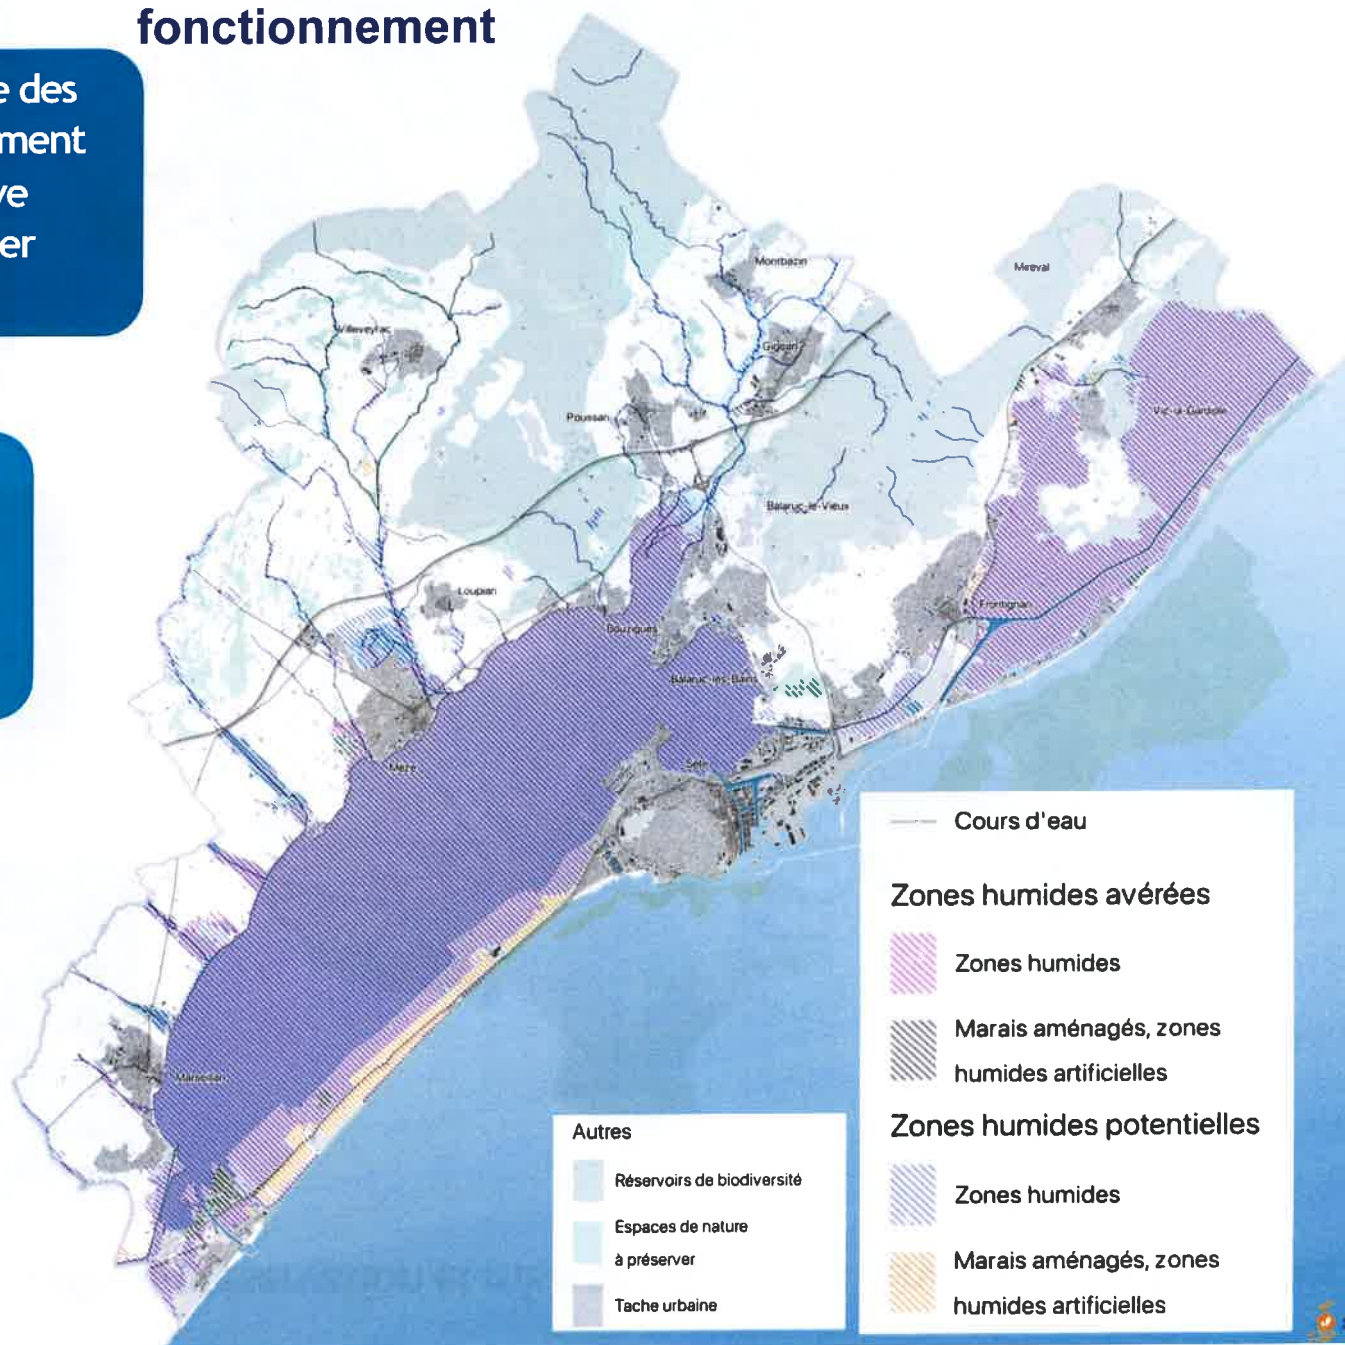 fonctionnement
e des
ment
ve
er
Montbazin
Mireval
Villeveyrac
Gigean
Poussan
Vic-la-Gardiole
Balaruc-le-Vieux
Loupian
Frontignan
Bouzigues
Balaruc-les-Bains
Mèze
Sète
Marseillan
Cours d'eau
Zones humides avérées
Zones humides
Marais aménagés, zones
humides artificielles
Zones humides potentielles
Zones humides
Marais aménagés, zones
humides artificielles
Autres
Réservoirs de biodiversité
Espaces de nature
à préserver
Tache urbaine